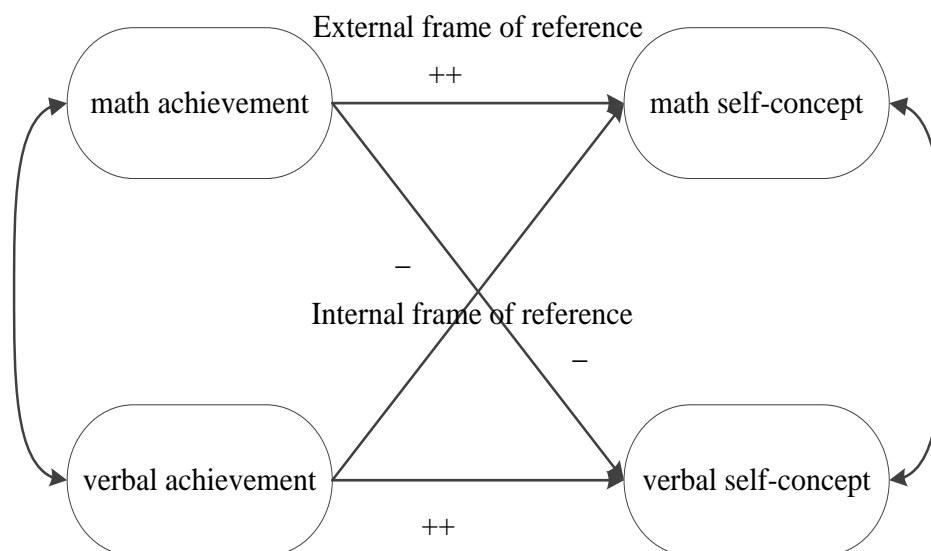 External frame of reference
++
math achievement
math self-concept
–
Internal frame of reference
–
verbal achievement
verbal self-concept
++